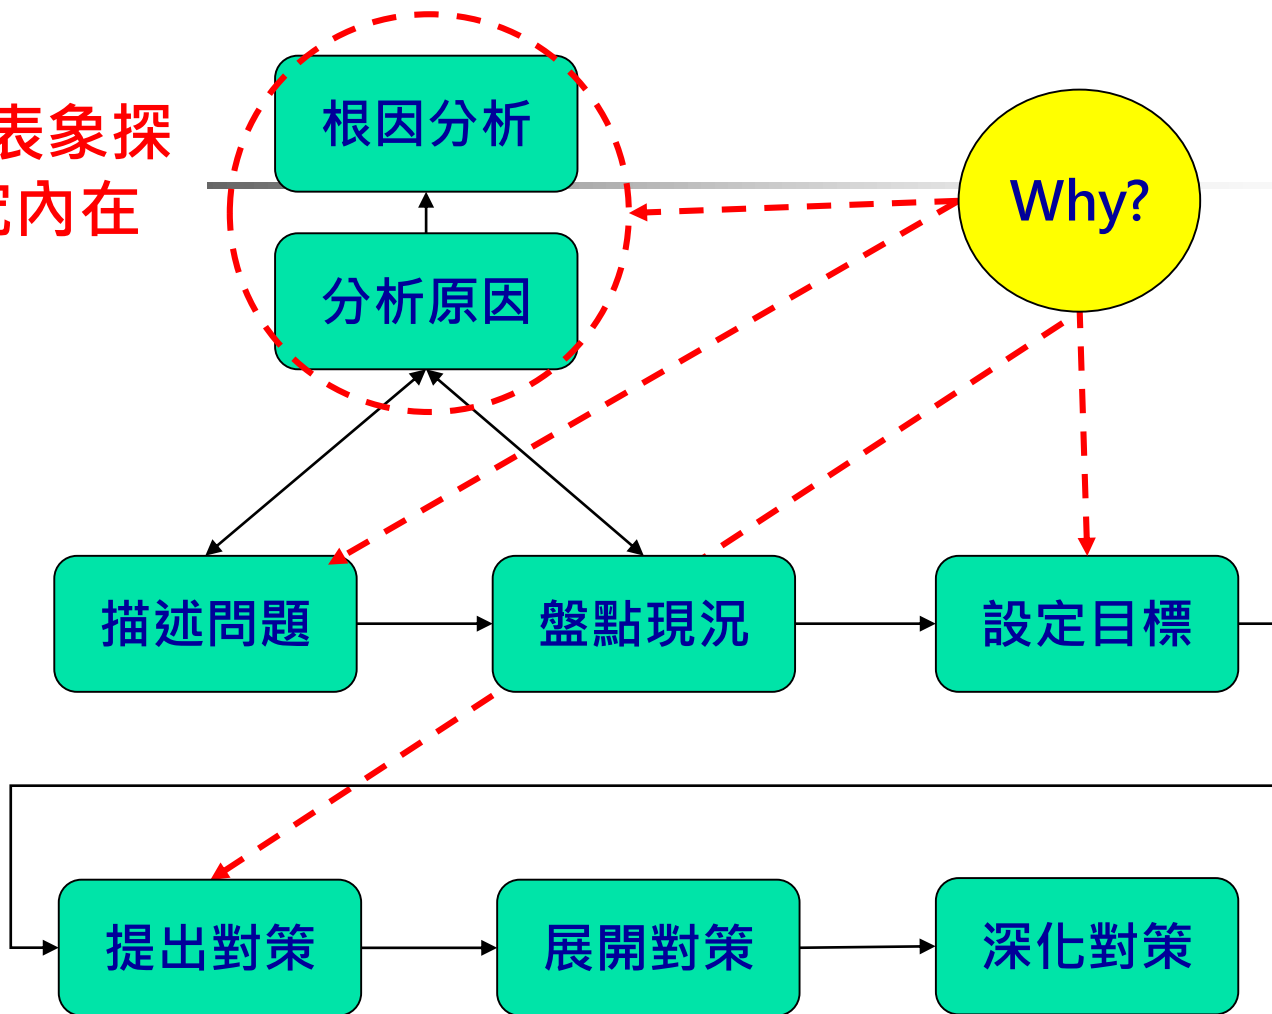 根因分析
表象探
內在
Why?
分析原因
描述問題
盤點現況
設定目標
提出對策
展開對策
深化對策